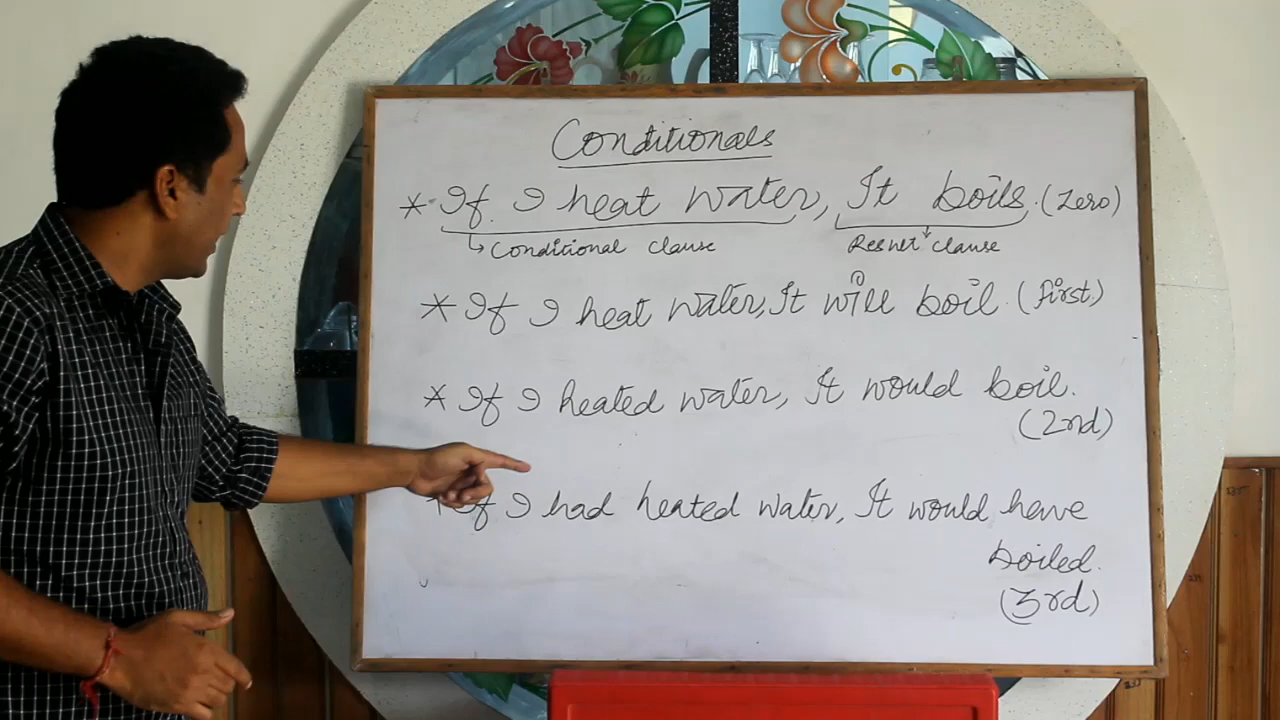 Conditionals
* If I heat water, It boils. (Zero)
Conditional clause Resuet clause
* If I heat water, It will boil. (first)
* If I heated water, It would boil.
(2nd)
* If I had heated water, It would have
boiled.
(3rd)